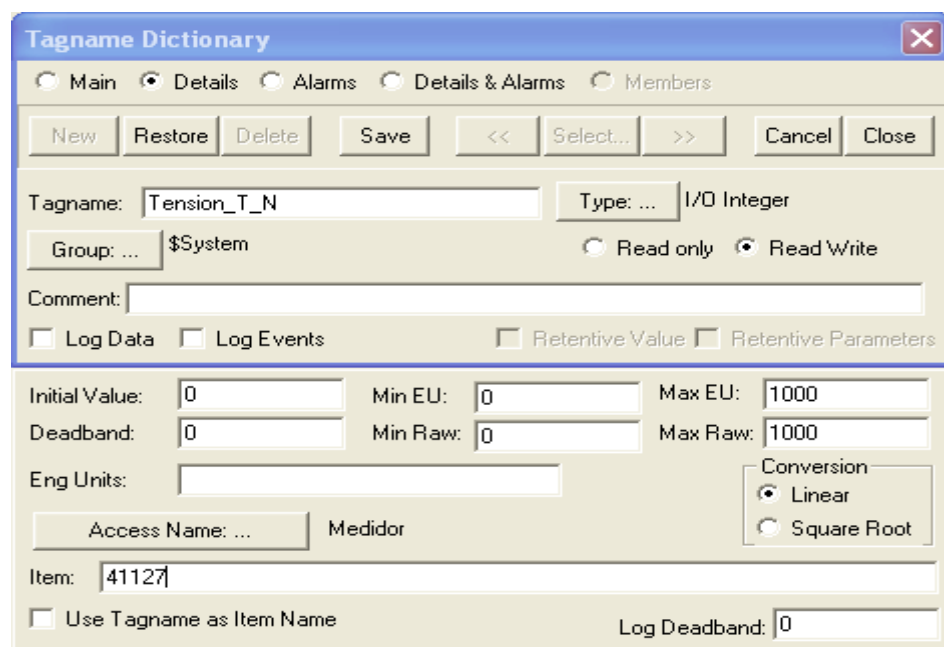 Tagname Dictionary
Main Details Alarms Details & Alarms Members
New Restore Delete Save << Select... >> Cancel Close
Tagname: Tension_T_N Type: ... I/O Integer
Group: ... $System Read only Read Write
Comment:
Log Data Log Events Retentive Value Retentive Parameters
Initial Value: 0 Min EU: 0 Max EU: 1000
Deadband: 0 Min Raw: 0 Max Raw: 1000
Eng Units: Conversion
Linear
Access Name: ... Medidor Square Root
Item: 41127
Use Tagname as Item Name Log Deadband: 0